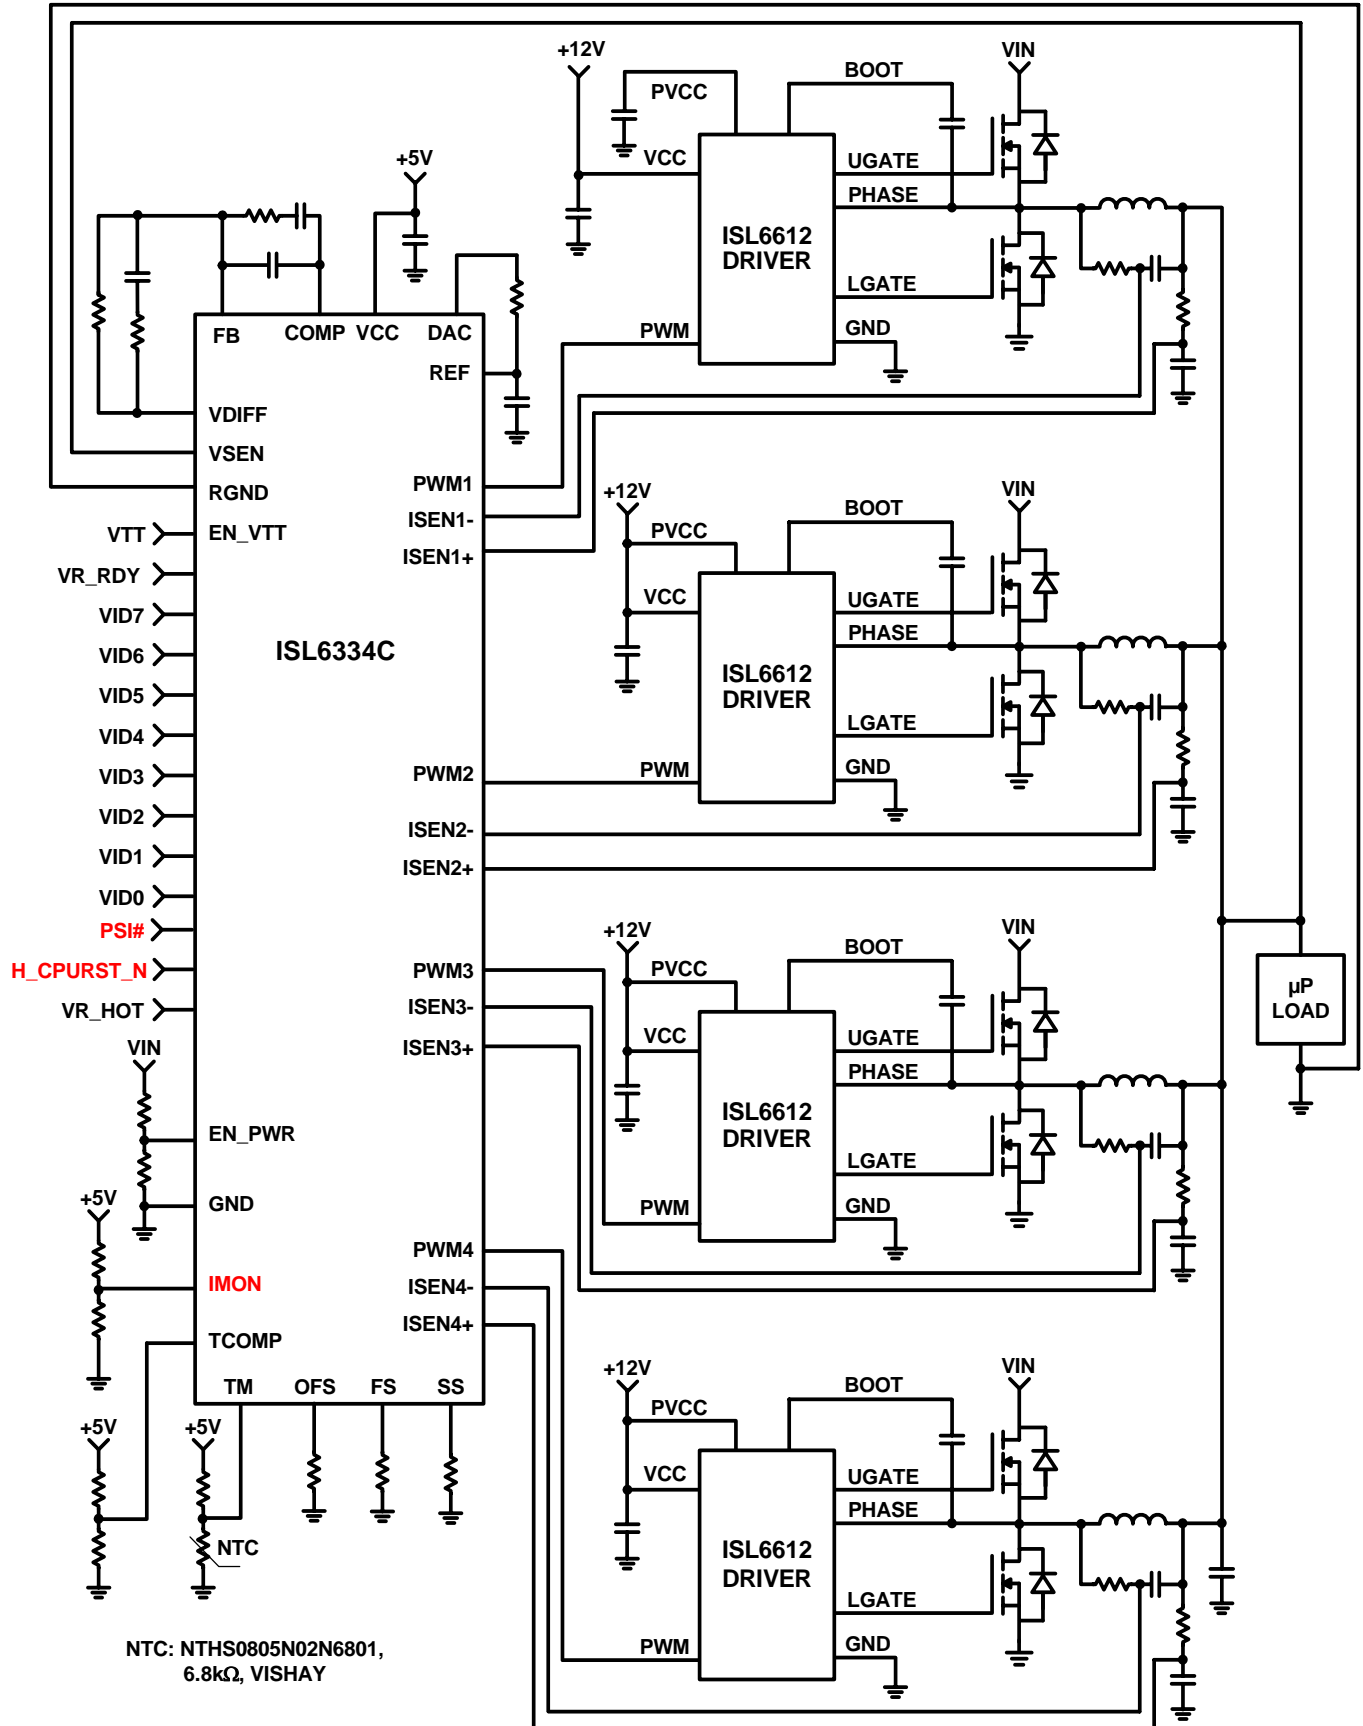 +12V
PVCC
BOOT
VIN
VCC
UGATE
PHASE
ISL6612
DRIVER
LGATE
PWM
GND
+5V
FB
COMP
VCC
DAC
REF
VDIFF
VSEN
RGND
EN_VTT
VTT
VR_RDY
VID7
VID6
VID5
VID4
VID3
VID2
VID1
VID0
PSI#
H_CPURST_N
VR_HOT
VIN
EN_PWR
GND
+5V
IMON
TCOMP
TM
OFS
FS
SS
+5V
+5V
NTC
NTC: NTHS0805N02N6801,
6.8kΩ, VISHAY
ISL6334C
PWM1
ISEN1-
ISEN1+
PWM2
ISEN2-
ISEN2+
PWM3
ISEN3-
ISEN3+
PWM4
ISEN4-
ISEN4+
+12V
PVCC
BOOT
VIN
VCC
UGATE
PHASE
ISL6612
DRIVER
LGATE
PWM
GND
+12V
PVCC
BOOT
VIN
VCC
UGATE
PHASE
ISL6612
DRIVER
LGATE
PWM
GND
+12V
PVCC
BOOT
VIN
VCC
UGATE
PHASE
ISL6612
DRIVER
LGATE
PWM
GND
µP
LOAD